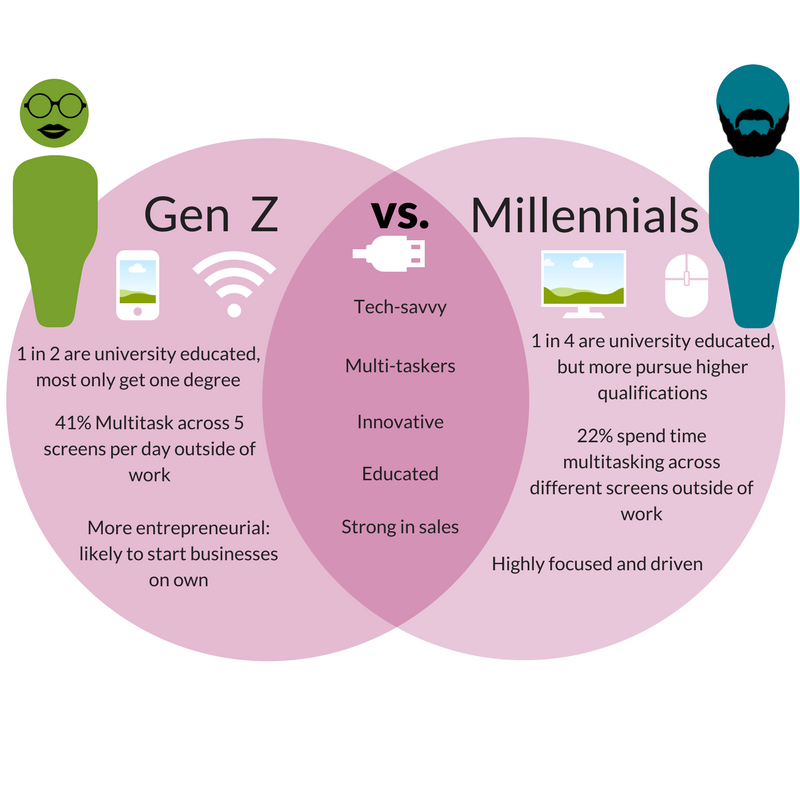 Gen Z
vs.
Millennials
1 in 2 are university educated,
most only get one degree
41% Multitask across 5
screens per day outside of
work
More entrepreneurial:
likely to start businesses
on own
Tech-savvy
Multi-taskers
Innovative
Educated
Strong in sales
1 in 4 are university educated,
but more pursue higher
qualifications
22% spend time
multitasking across
different screens outside of
work
Highly focused and driven